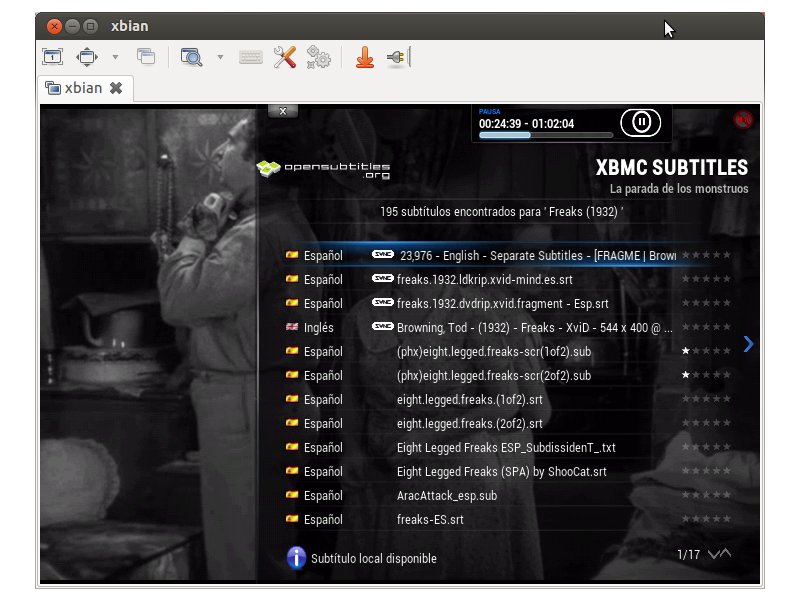 xbian
xbian
x
PAUSA
00:24:39 - 01:02:04
opensubtitles
.org
XBMC SUBTITLES
La parada de los monstruos
195 subtítulos encontrados para ' Freaks (1932) '
Español SYNC 23,976 - English - Separate Subtitles - [FRAGME | Brown
Español SYNC freaks.1932.ldkrip.xvid-mind.es.srt
Español SYNC freaks.1932.dvdrip.xvid.fragment - Esp.srt
Inglés SYNC Browning, Tod - (1932) - Freaks - XviD - 544 x 400 @ ...
Español (phx)eight.legged.freaks-scr(1of2).sub
Español (phx)eight.legged.freaks-scr(2of2).sub
Español eight.legged.freaks.(1of2).srt
Español eight.legged.freaks.(2of2).srt
Español Eight Legged Freaks ESP_SubdissidenT_.txt
Español Eight Legged Freaks (SPA) by ShooCat.srt
Español AracAttack_esp.sub
Español freaks-ES.srt
Subtítulo local disponible
1/17